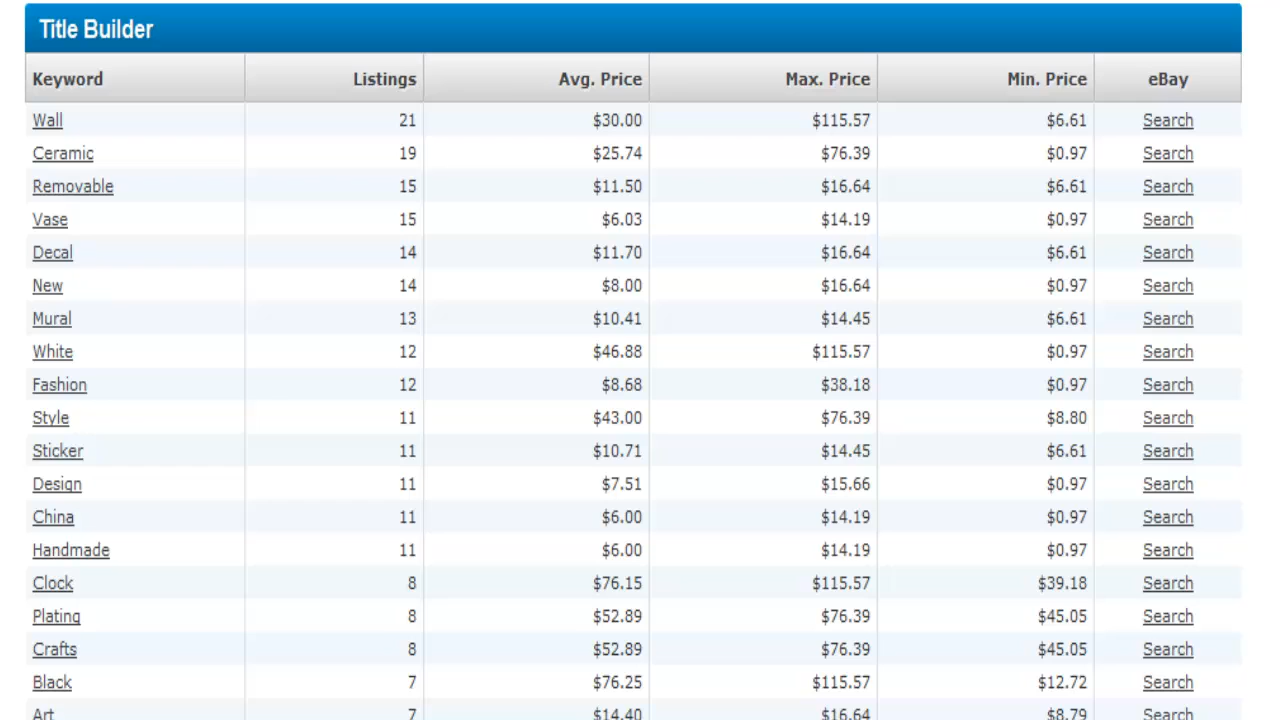 Title Builder
Keyword Listings Avg. Price Max. Price Min. Price eBay
Wall 21 $30.00 $115.57 $6.61 Search
Ceramic 19 $25.74 $76.39 $0.97 Search
Removable 15 $11.50 $16.64 $6.61 Search
Vase 15 $6.03 $14.19 $0.97 Search
Decal 14 $11.70 $16.64 $6.61 Search
New 14 $8.00 $16.64 $0.97 Search
Mural 13 $10.41 $14.45 $6.61 Search
White 12 $46.88 $115.57 $0.97 Search
Fashion 12 $8.68 $38.18 $0.97 Search
Style 11 $43.00 $76.39 $8.80 Search
Sticker 11 $10.71 $14.45 $6.61 Search
Design 11 $7.51 $15.66 $0.97 Search
China 11 $6.00 $14.19 $0.97 Search
Handmade 11 $6.00 $14.19 $0.97 Search
Clock 8 $76.15 $115.57 $39.18 Search
Plating 8 $52.89 $76.39 $45.05 Search
Crafts 8 $52.89 $76.39 $45.05 Search
Black 7 $76.25 $115.57 $12.72 Search
Art 7 $14.40 $16.64 $8.79 Search